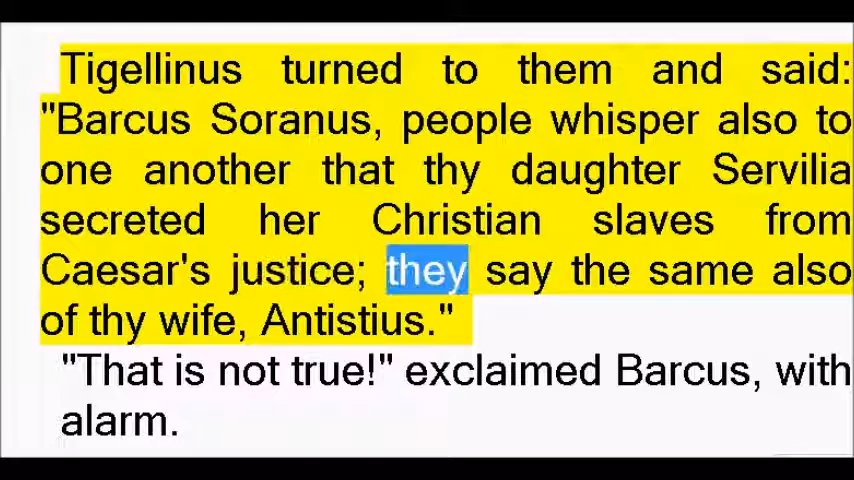 Tigellinus turned to them and said:
"Barcus Soranus, people whisper also to
one another that thy daughter Servilia
secreted her Christian slaves from
Caesar's justice; they say the same also
of thy wife, Antistius."
"That is not true!" exclaimed Barcus, with
alarm.